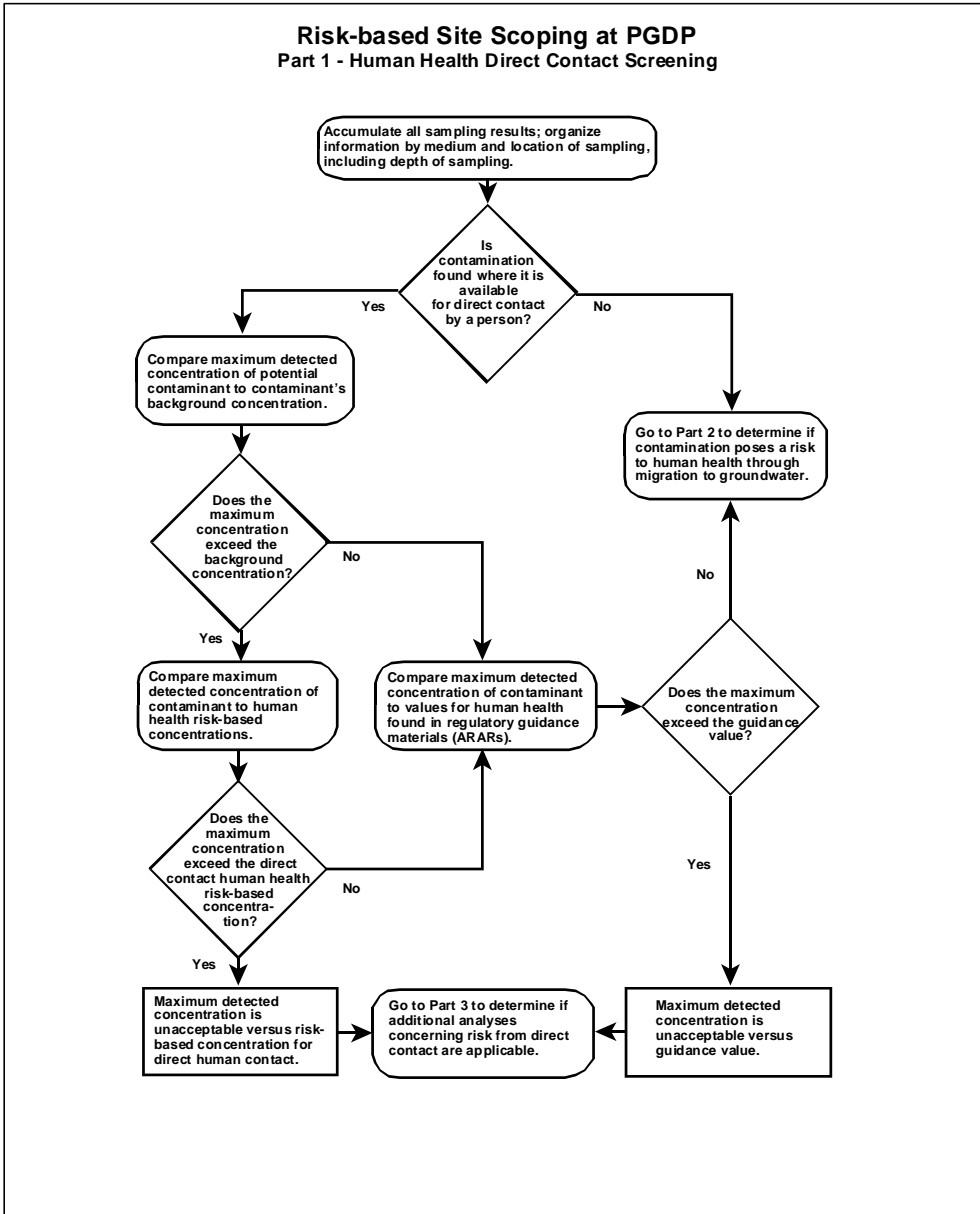 Risk-based Site Scoping at PGDP
Part 1 - Human Health Direct Contact Screening
Accumulate all sampling results; organize
information by medium and location of sampling,
including depth of sampling.
Is
contamination
found where it is
available
for direct contact
by a person?
Yes
No
Compare maximum detected
concentration of potential
contaminant to contaminant's
background concentration.
Go to Part 2 to determine if
contamination poses a risk
to human health through
migration to groundwater.
Does the
maximum
concentration
exceed the
background
concentration?
No
No
Yes
Compare maximum
detected concentration of
contaminant to human
health risk-based
concentrations.
Compare maximum detected
concentration of contaminant
to values for human health
found in regulatory guidance
materials (ARARs).
Does the maximum
concentration
exceed the guidance
value?
Does the
maximum
concentration
exceed the direct
contact human health
risk-based
concentra-
tion?
No
Yes
Yes
Maximum detected
concentration is
unacceptable versus risk-
based concentration for
direct human contact.
Go to Part 3 to determine if
additional analyses
concerning risk from direct
contact are applicable.
Maximum detected
concentration is
unacceptable versus
guidance value.